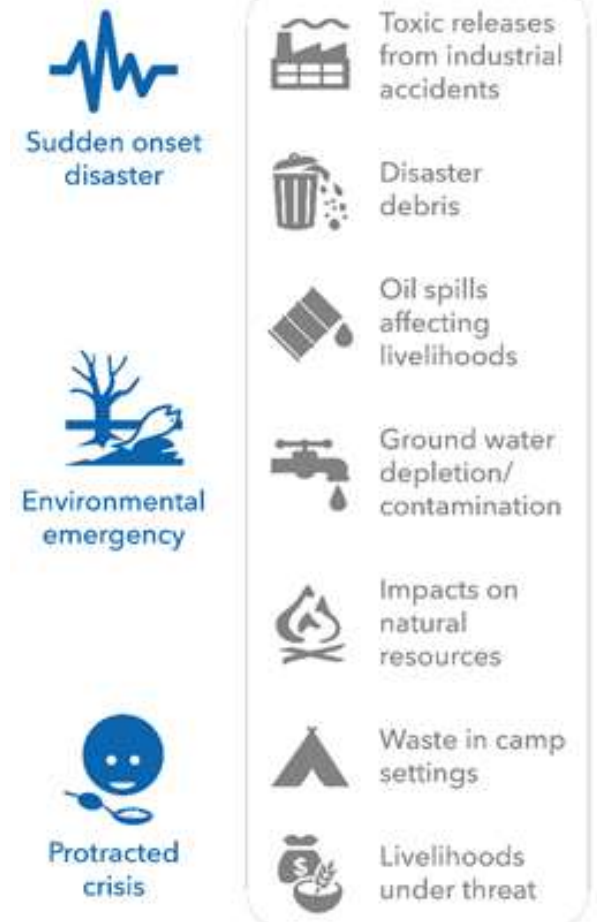 Sudden onset
disaster
Environmental
emergency
Protracted
crisis
Toxic releases
from industrial
accidents
Disaster
debris
Oil spills
affecting
livelihoods
Ground water
depletion/
contamination
Impacts on
natural
resources
Waste in camp
settings
$
Livelihoods
under threat